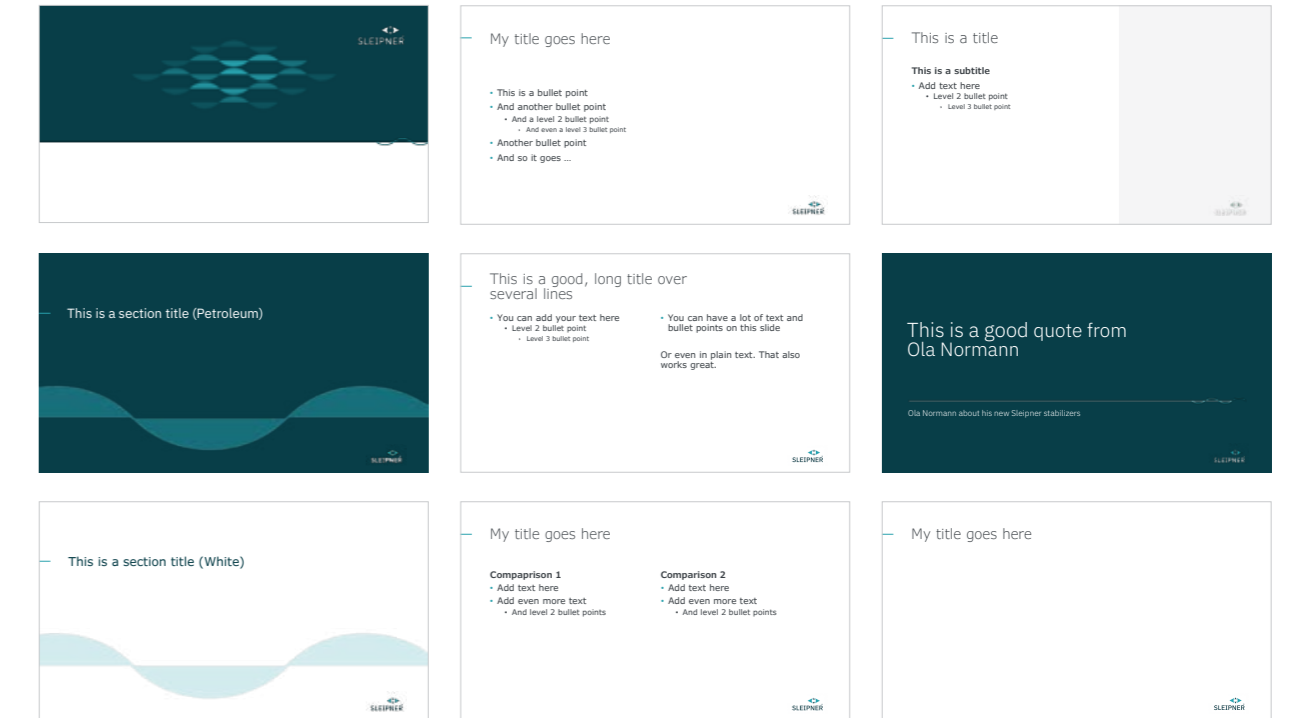 SLEIPNER
My title goes here
• This is a bullet point
• And another bullet point
• And a level 2 bullet point
• And even a level 3 bullet point
• Another bullet point
• And so it goes ...
SLEIPNER
This is a title
This is a subtitle
• Add text here
• Level 2 bullet point
• Level 3 bullet point
SLEIPNER
This is a section title (Petroleum)
SLEIPNER
This is a good, long title over
several lines
• You can add your text here
• Level 2 bullet point
• Level 3 bullet point
• You can have a lot of text and
bullet points on this slide
Or even in plain text. That also
works great.
SLEIPNER
This is a good quote from
Ola Normann
Ola Normann about his new Sleipner stabilizers
SLEIPNER
This is a section title (White)
SLEIPNER
My title goes here
Compaprison 1
• Add text here
• Add even more text
• And level 2 bullet points
Comparison 2
• Add text here
• Add even more text
• And level 2 bullet points
SLEIPNER
My title goes here
SLEIPNER